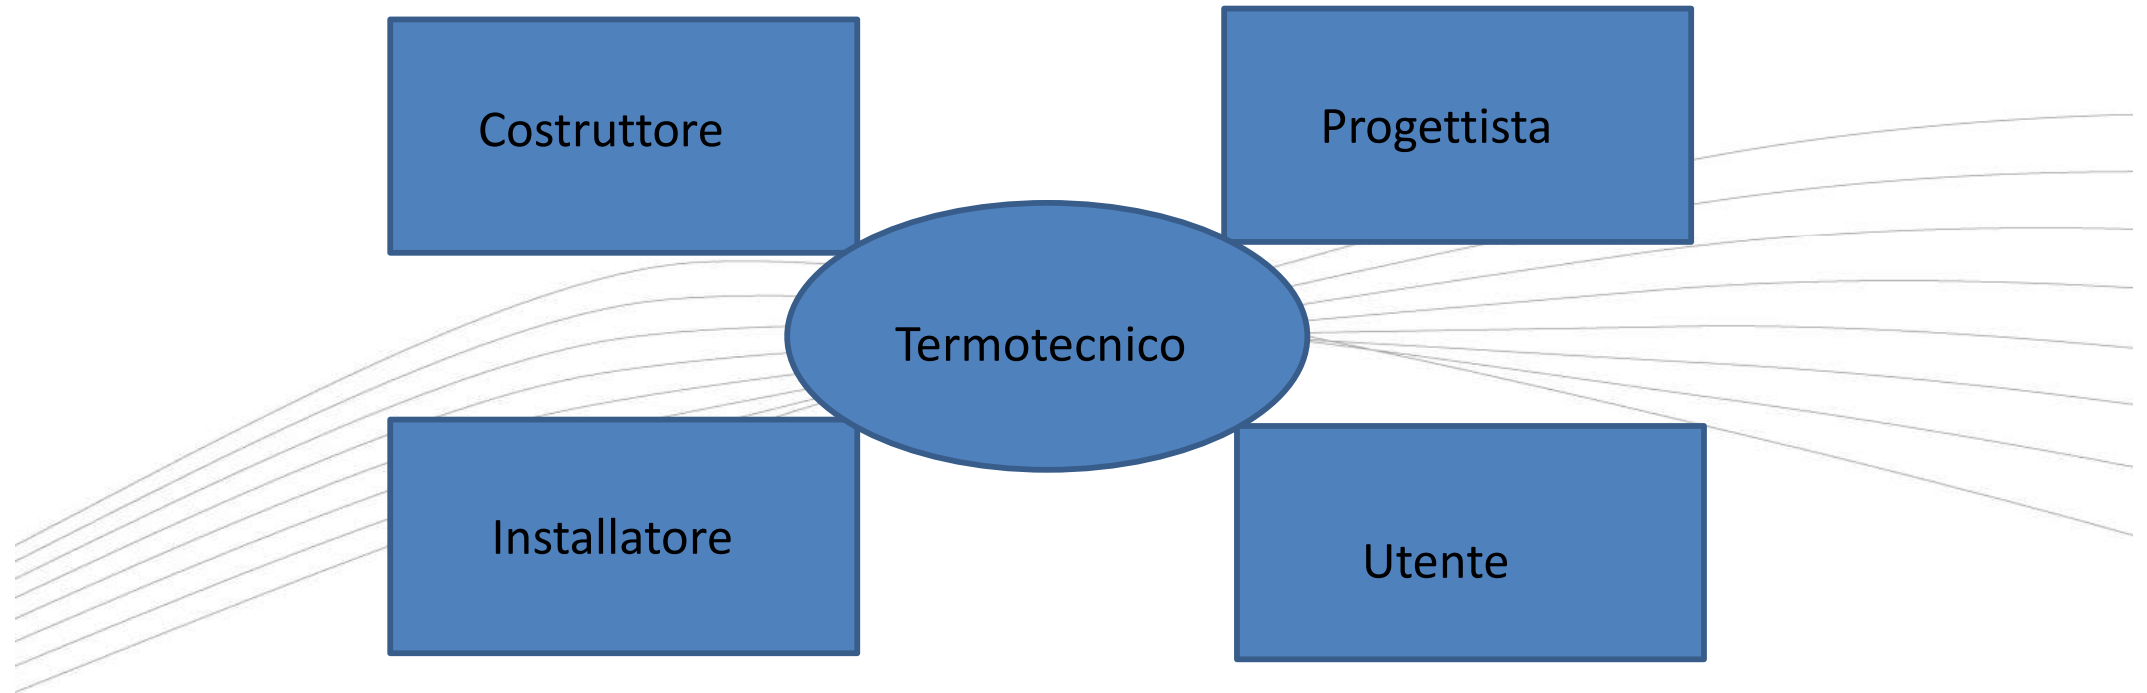 Costruttore
Progettista
Termotecnico
Installatore
Utente